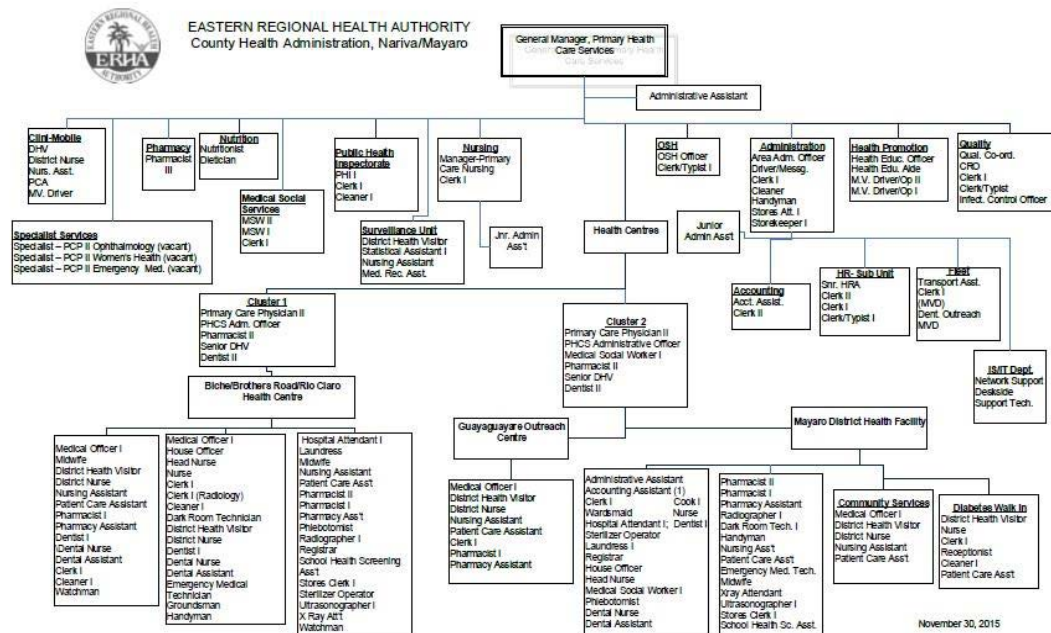 EASTERN REGIONAL HEALTH AUTHORITY
County Health Administration, Nariva/Mayaro
EASTERN REGIONAL HEALTH
ERHA
AUTHORITY
General Manager, Primary Health
Care Services
Administrative Assistant
Clini-Mobile
DHV
District Nurse
Nurs. Asst.
PCA
MV. Driver
Pharmacy
Pharmacist
III
Nutrition
Nutritionist
Dietician
Medical Social
Services
MSW II
MSW I
Clerk I
Public Health
Inspectorate
PHI I
Clerk I
Cleaner I
Nursing
Manager-Primary
Care Nursing
Clerk I
OSH
OSH Officer
Clerk/Typist I
Administration
Area Adm. Officer
Driver/Messg.
Clerk I
Cleaner
Handyman
Stores Att. I
Storekeeper I
Health Promotion
Health Educ. Officer
Health Edu. Aide
M.V. Driver/Op II
M.V. Driver/Op I
Quality
Qual. Co-ord.
CRO
Clerk I
Clerk/Typist
Infect. Control Officer
Specialist Services
Specialist – PCP II Ophthalmology (vacant)
Specialist – PCP II Women's Health (vacant)
Specialist – PCP II Emergency Med. (vacant)
Surveillance Unit
District Health Visitor
Statistical Assistant I
Nursing Assistant
Med. Rec. Asst.
Jnr. Admin
Ass't
Health Centres
Junior
Admin Ass't
Accounting
Acct. Assist.
Clerk II
HR- Sub Unit
Snr. HRA
Clerk II
Clerk I
Clerk/Typist I
Fleet
Transport Asst.
Clerk I
(MVD)
Dent. Outreach
MVD
IS/IT Dept.
Network Support
Deskside
Support Tech.
Cluster 1
Primary Care Physician II
PHCS Adm. Officer
Pharmacist II
Senior DHV
Dentist II
Cluster 2
Primary Care Physician II
PHCS Administrative Officer
Medical Social Worker I
Pharmacist II
Senior DHV
Dentist II
Biche/Brothers Road/Rio Claro
Health Centre
Guayaguayare Outreach
Centre
Mayaro District Health Facility
Medical Officer I
Midwife
District Health Visitor
District Nurse
Nursing Assistant
Patient Care Assistant
Pharmacist I
Pharmacy Assistant
Dentist I
\Dental Nurse
Dental Assistant
Clerk I
Cleaner I
Watchman
Medical Officer I
House Officer
Head Nurse
Nurse
Clerk I
Clerk I (Radiology)
Cleaner I
Dark Room Technician
District Health Visitor
District Nurse
Dentist I
Dental Nurse
Dental Assistant
Emergency Medical
Technician
Groundsman
Handyman
Hospital Attendant I
Laundress
Midwife
Nursing Assistant
Patient Care Ass't
Pharmacist II
Pharmacist I
Pharmacy Ass't
Phlebotomist
Radiographer I
Registrar
School Health Screening
Ass't
Stores Clerk I
Sterilizer Operator
Ultrasonographer I
X Ray Att'l
Watchman
Medical Officer I
District Health Visitor
District Nurse
Nursing Assistant
Patient Care Assistant
Clerk I
Pharmacist I
Pharmacy Assistant
Administrative Assistant
Accounting Assistant (1)
Clerk I Cook I
Wardsmaid Nurse
Hospital Attendant I; Dentist I
Sterilizer Operator
Laundress I
Registrar
House Officer
Head Nurse
Medical Social Worker I
Phlebotomist
Dental Nurse
Dental Assistant
Pharmacist II
Pharmacist I
Pharmacy Assistant
Radiographer I
Dark Room Tech. I
Handyman
Nursing Ass't
Patient Care Ass't
Emergency Med. Tech.
Midwife
Xray Attendant
Ultrasonographer I
Stores Clerk I
School Health Sc. Asst.
Community Services
Medical Officer I
District Health Visitor
District Nurse
Nursing Assistant
Patient Care Ass't
Diabetes Walk In
District Health Visitor
Nurse
Clerk I
Receptionist
Cleaner I
Patient Care Ass't
November 30, 2015